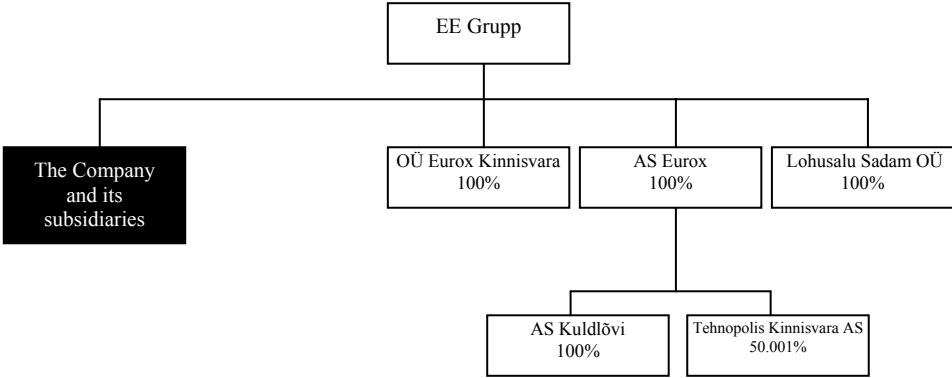 EE Grupp
The Company
and its
subsidiaries
OÜ Eurox Kinnisvara
100%
AS Eurox
100%
Lohusalu Sadam OÜ
100%
AS Kuldlõvi
100%
Tehnopolis Kinnisvara AS
50.001%